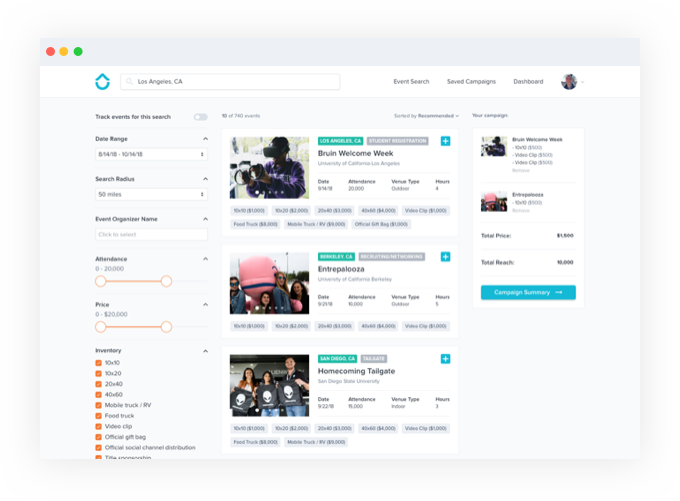 Los Angeles, CA
Event Search
Saved Campaigns
Dashboard
Track events for this search
Date Range
8/14/18 - 10/14/18
Search Radius
50 miles
Event Organizer Name
Click to select
Attendance
0 - 20,000
Price
0 - $20,000
Inventory
10x10
10x20
20x40
40x60
Mobile truck / RV
Food truck
Video clip
Official gift bag
Official social channel distribution
Title sponsorship
10 of 740 events
Sorted by Recommended
LOS ANGELES, CA STUDENT REGISTRATION
Bruin Welcome Week
University of California-Los Angeles
Date Attendance Venue Type Hours
9/14/18 20,000 Outdoor 4
10x10 ($1,000) 10x20 ($2,000) 20x40 ($3,000) 40x60 ($4,000) Video Clip ($1,000)
Food Truck ($8,000) Mobile Truck / RV ($9,000) Official Gift Bag ($1,000)
BERKELEY, CA RECRUITING/NETWORKING
Entrepalooza
University of California Berkeley
Date Attendance Venue Type Hours
9/21/18 10,000 Outdoor 5
10x10 ($1,000) 10x20 ($2,000) 20x40 ($3,000) 40x60 ($4,000) Video Clip ($1,000)
SAN DIEGO, CA TAILGATE
Homecoming Tailgate
San Diego State University
Date Attendance Venue Type Hours
9/22/18 15,000 Indoor 3
10x10 ($1,000) 10x20 ($2,000) 20x40 ($3,000) 40x60 ($4,000) Video Clip ($1,000)
Food Truck ($8,000) Mobile Truck / RV ($9,000)
Your campaign:
Bruin Welcome Week
- 10x10 ($500)
- Video Clip ($500)
- Video Clip ($500)
Remove
Entrepalooza
- 10x10 ($500)
Remove
Total Price: $1,500
Total Reach: 10,000
Campaign Summary